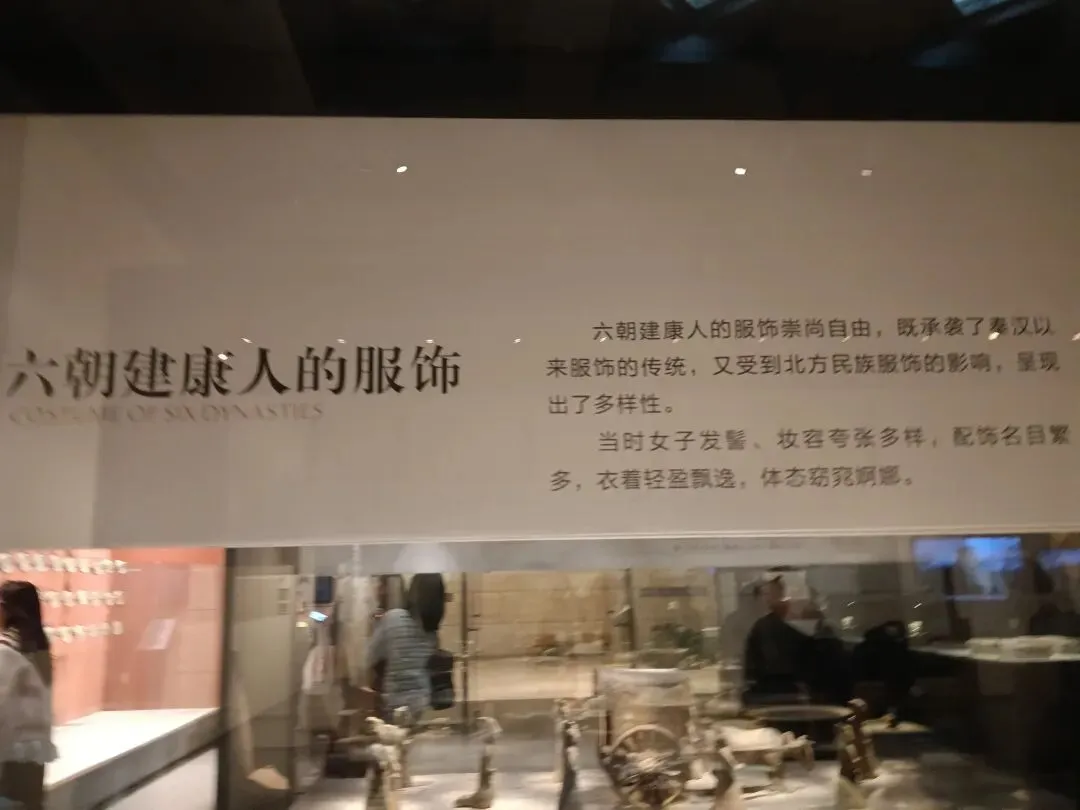 六朝建康人的服饰
COSTUME OF SIX DYNASTIES
六朝建康人的服饰崇尚自由，既承袭了秦汉以
来服饰的传统，又受到北方民族服饰的影响，呈现
出了多样性。
当时女子发髻、妆容夸张多样，配饰名目繁
多，衣着轻盈飘逸，体态窈窕婀娜。